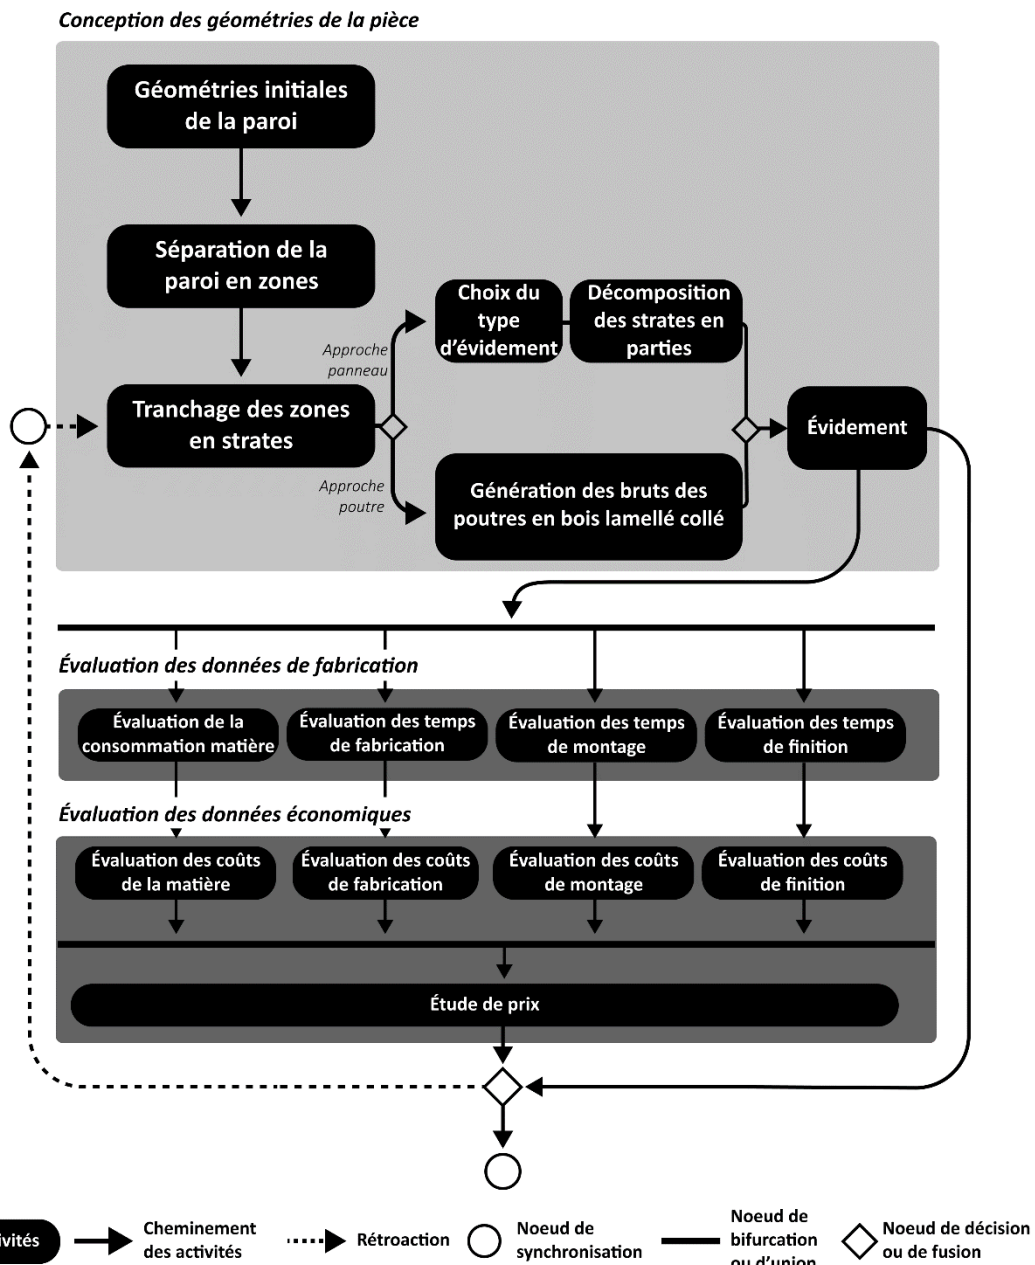 Conception des géométries de la pièce
Géométries initiales
de la paroi
Séparation de la
paroi en zones
Tranchage des zones
en strates
Approche
panneau
Approche
poutre
Choix du
type
d'évidement
Décomposition
des strates en
parties
Génération des bruts des
poutres en bois lamellé collé
Évidement
Évaluation des données de fabrication
Évaluation de la
consommation matière
Évaluation des temps
de fabrication
Évaluation des temps
de montage
Évaluation des temps
de finition
Évaluation des données économiques
Évaluation des coûts
de la matière
Évaluation des coûts
de fabrication
Évaluation des coûts
de montage
Évaluation des coûts
de finition
Étude de prix
ivités
Cheminement
des activités
Rétroaction
Noeud de
synchronisation
Noeud de
bifurcation
ou d'union
Noeud de décision
ou de fusion